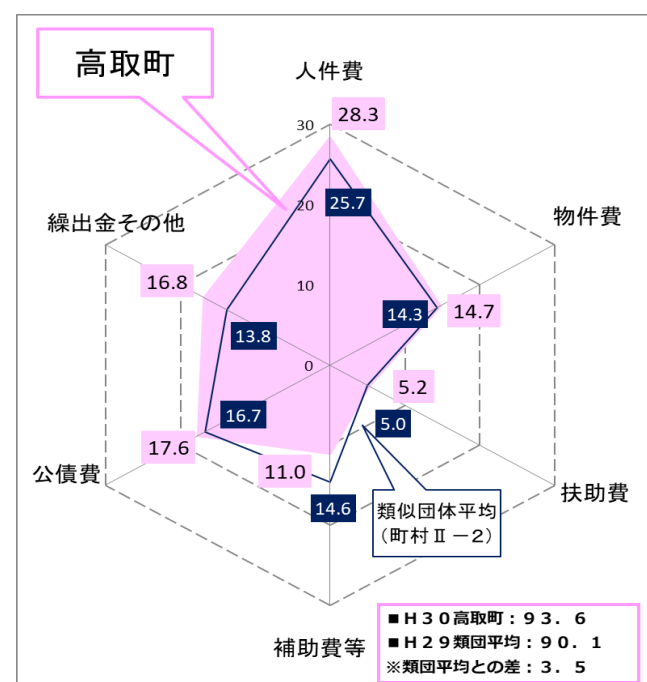 高取町
人件費
28.3
30
25.7
20
物件費
繰出金その他
16.8
10
14.3
14.7
13.8
0
5.2
16.7
5.0
17.6
11.0
公債費
14.6
類似団体平均
（町村Ⅱ－２）
扶助費
補助費等
■Ｈ３０高取町：９３．６
■Ｈ２９類団平均：９０．１
※類団平均との差：３．５